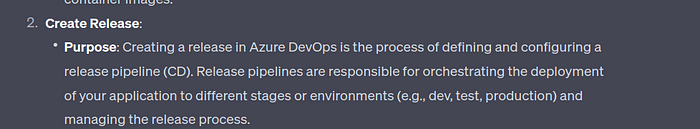 container images.
2. Create Release:
• Purpose: Creating a release in Azure DevOps is the process of defining and configuring a
release pipeline (CD). Release pipelines are responsible for orchestrating the deployment
of your application to different stages or environments (e.g., dev, test, production) and
managing the release process.